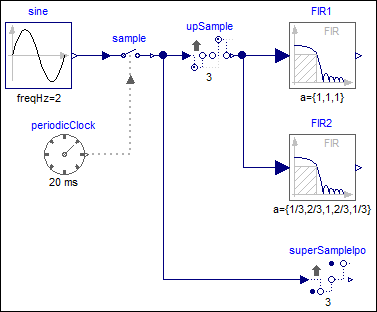 sine
freqHz=2
sample
periodicClock
20 ms
upSample
3
FIR1
FIR
a={1,1,1}
FIR2
FIR
a={1/3,2/3,1,2/3,1/3}
superSampleIpo
3